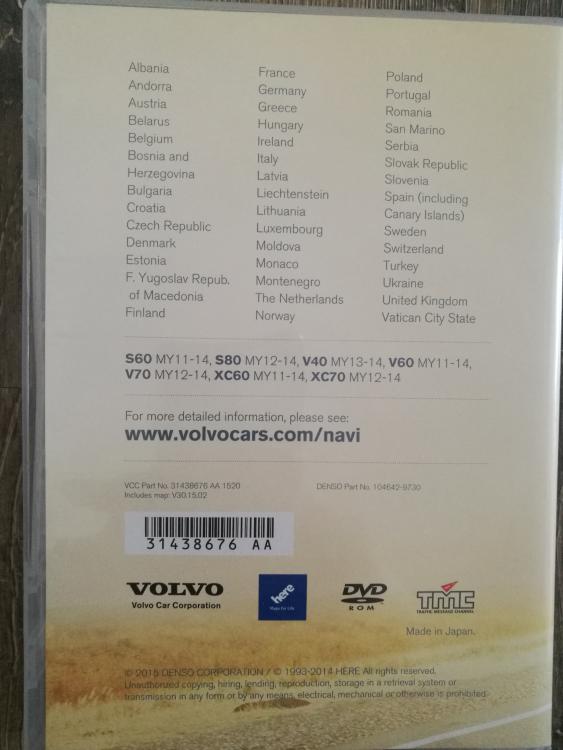 Albania
Andorra
Austria
Belarus
Belgium
Bosnia and
Herzegovina
Bulgaria
Croatia
Czech Republic
Denmark
Estonia
F. Yugoslav Repub.
of Macedonia
Finland
France
Germany
Greece
Hungary
Ireland
Italy
Latvia
Liechtenstein
Lithuania
Luxembourg
Moldova
Monaco
Montenegro
The Netherlands
Norway
Poland
Portugal
Romania
San Marino
Serbia
Slovak Republic
Slovenia
Spain (including
Canary Islands)
Sweden
Switzerland
Turkey
Ukraine
United Kingdom
Vatican City State
S60 MY11-14, S80 MY12-14, V40 MY13-14, V60 MY11-14,
V70 MY12-14, XC60 MY11-14, XC70 MY12-14
For more detailed information, please see:
www.volvocars.com/navi
VCC Part No. 31438676 AA 1520
Includes map: V30.15.02
DENSO Part No. 104642-9730
31438676 AA
VOLVO
Volvo Car Corporation
here
Maps for Life
DVD
ROM
TMC
TRAFFIC MESSAGE CHANNEL
Made in Japan.
© 2015 DENSO CORPORATION / © 1993-2014 HERE All rights reserved.
Unauthorized copying, hiring, lending, reproduction, storage in a retrieval system or
transmission in any form or by any means, electrical, mechanical or otherwise is prohibited.